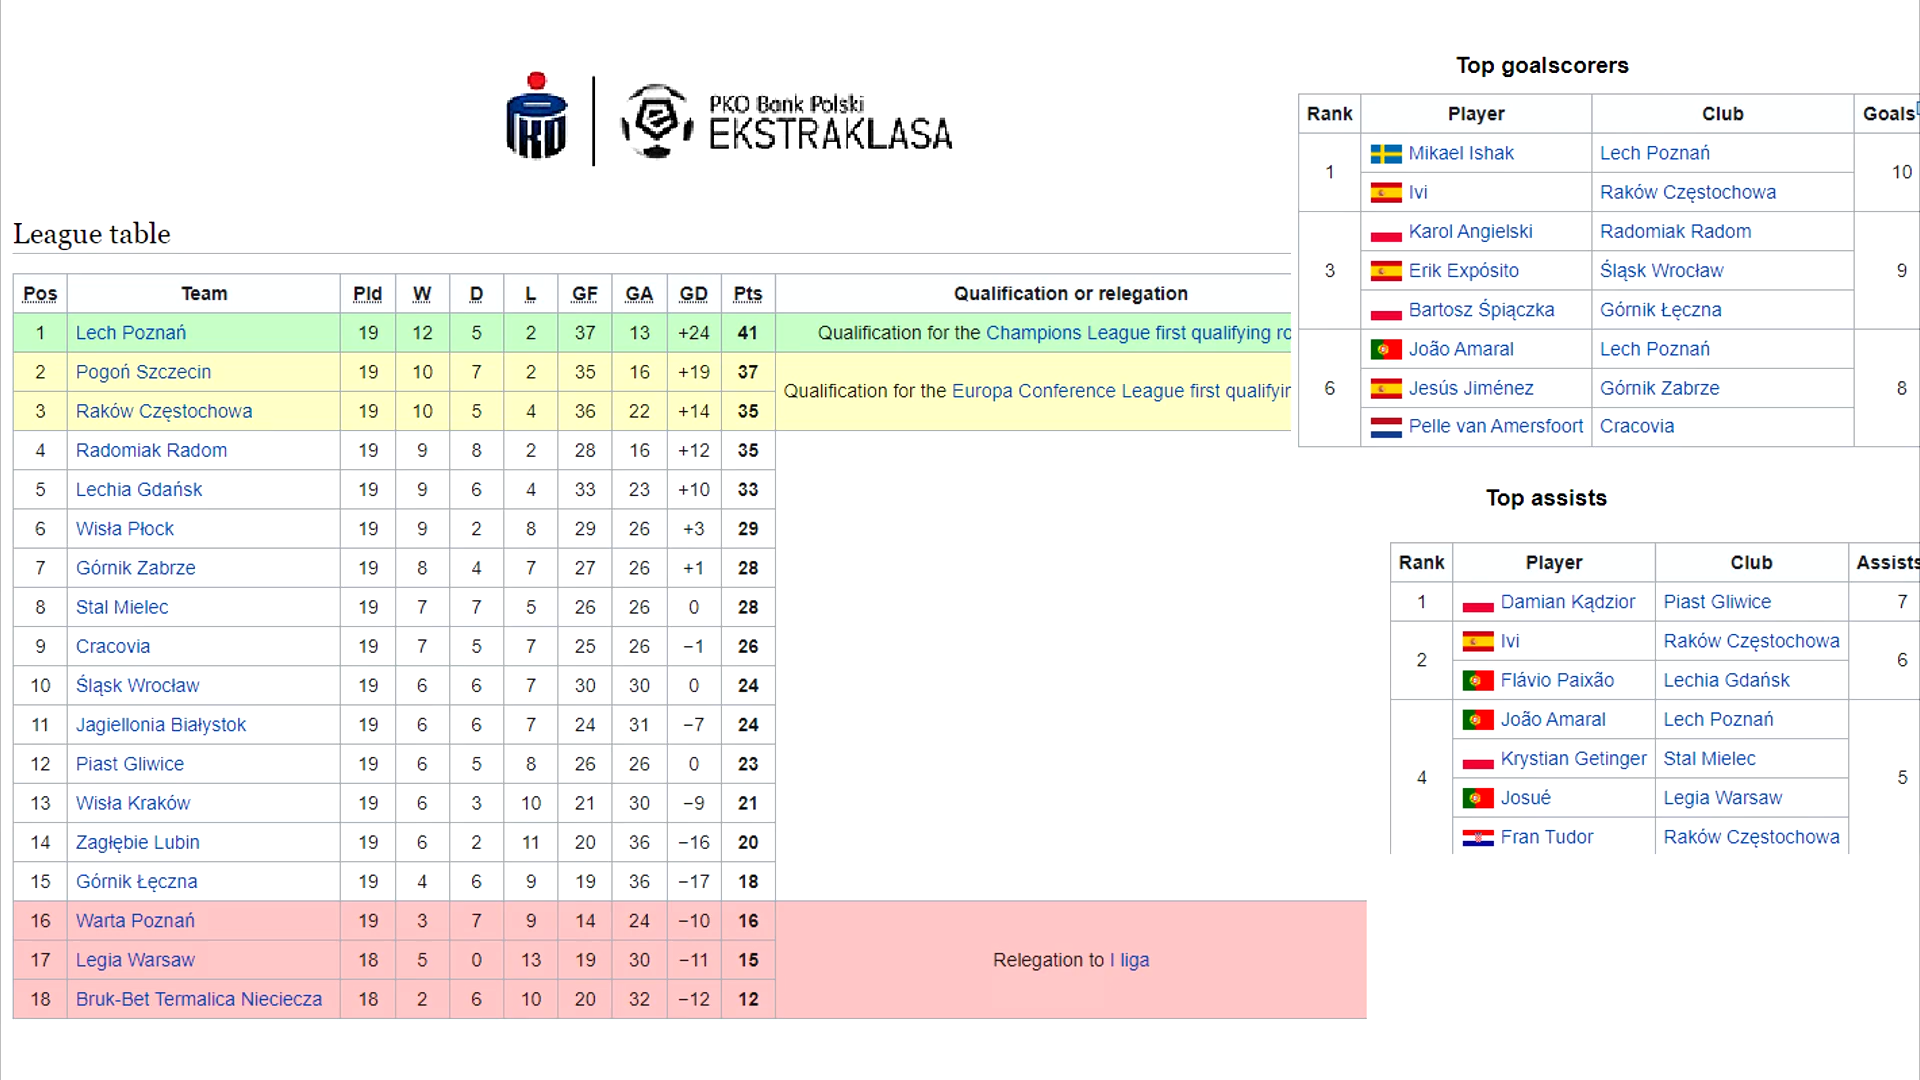 PKO
PKO Bank Polski
EKSTRAKLASA
League table
Pos Team Pld W D L GF GA GD Pts Qualification or relegation
1 Lech Poznań 19 12 5 2 37 13 +24 41 Qualification for the Champions League first qualifying
2 Pogoń Szczecin 19 10 7 2 35 16 +19 37 Qualification for the Europa Conference League first
3 Raków Częstochowa 19 10 5 4 36 22 +14 35
4 Radomiak Radom 19 9 8 2 28 16 +12 35
5 Lechia Gdańsk 19 9 6 4 33 23 +10 33
6 Wisła Płock 19 9 2 8 29 26 +3 29
7 Górnik Zabrze 19 8 4 7 27 26 +1 28
8 Stal Mielec 19 7 7 5 26 26 0 28
9 Cracovia 19 7 5 7 25 26 −1 26
10 Śląsk Wrocław 19 6 6 7 30 30 0 24
11 Jagiellonia Białystok 19 6 6 7 24 31 −7 24
12 Piast Gliwice 19 6 5 8 26 26 0 23
13 Wisła Kraków 19 6 3 10 21 30 −9 21
14 Zagłębie Lubin 19 6 2 11 20 36 −16 20
15 Górnik Łęczna 19 4 6 9 19 36 −17 18
16 Warta Poznań 19 3 7 9 14 24 −10 16
17 Legia Warsaw 18 5 0 13 19 30 −11 15 Relegation to I liga
18 Bruk-Bet Termalica Nieciecza 18 2 6 10 20 32 −12 12
Top goalscorers
Rank Player Club Goals
1 Mikael Ishak Lech Poznań 10
Ivi Raków Częstochowa
3 Karol Angielski Radomiak Radom 9
Erik Expósito Śląsk Wrocław
Bartosz Śpiączka Górnik Łęczna
6 João Amaral Lech Poznań 8
Jesús Jiménez Górnik Zabrze
Pelle van Amersfoort Cracovia
Top assists
Rank Player Club Assists
1 Damian Kądzior Piast Gliwice 7
2 Ivi Raków Częstochowa 6
Flávio Paixão Lechia Gdańsk
4 João Amaral Lech Poznań 5
Krystian Getinger Stal Mielec
Josué Legia Warsaw
Fran Tudor Raków Częstochowa